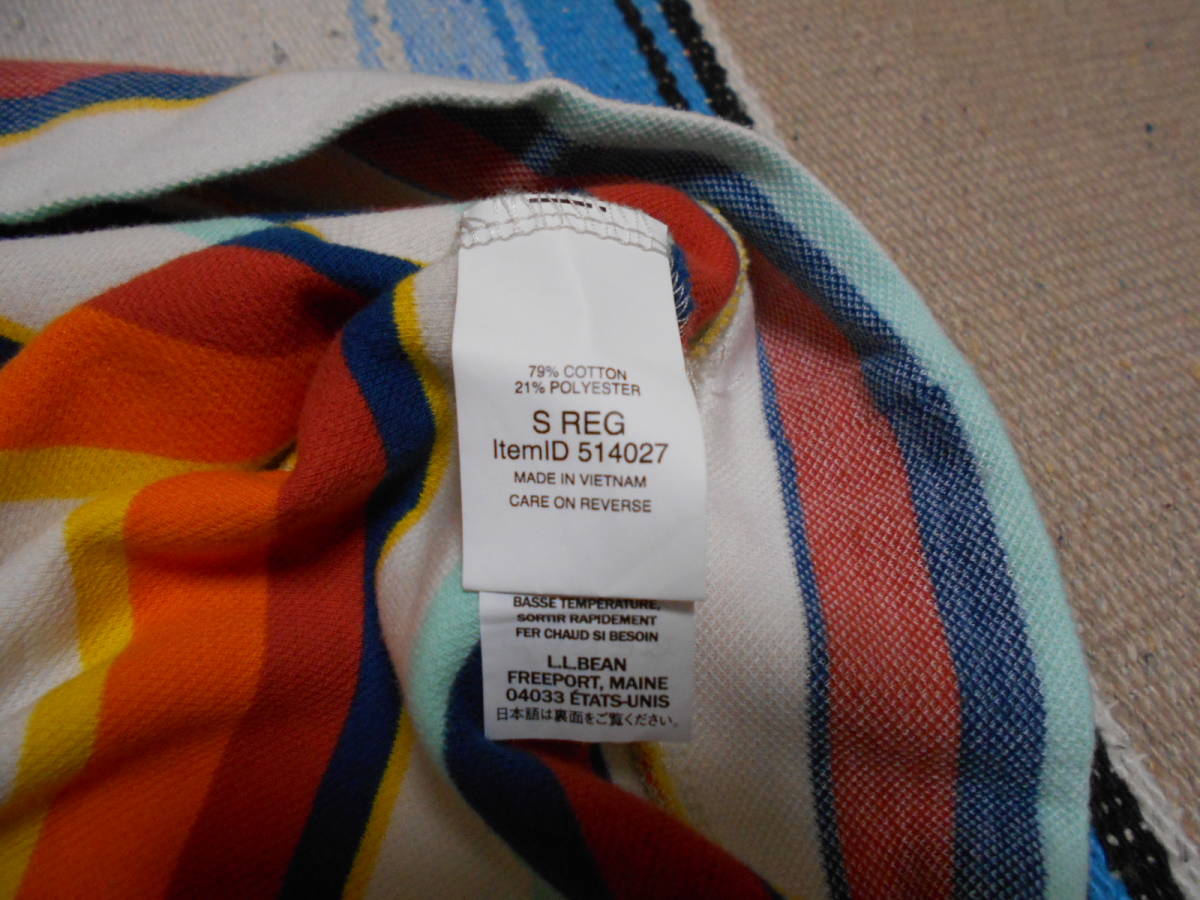 79% COTTON
21% POLYESTER
S REG
ItemID 514027
MADE IN VIETNAM
CARE ON REVERSE
BASSE TEMPÉRATURE,
SORTIR RAPIDEMENT
FER CHAUD SI BESOIN
L.L.BEAN
FREEPORT, MAINE
04033 ÉTATS-UNIS
日本語は裏面をご覧ください。